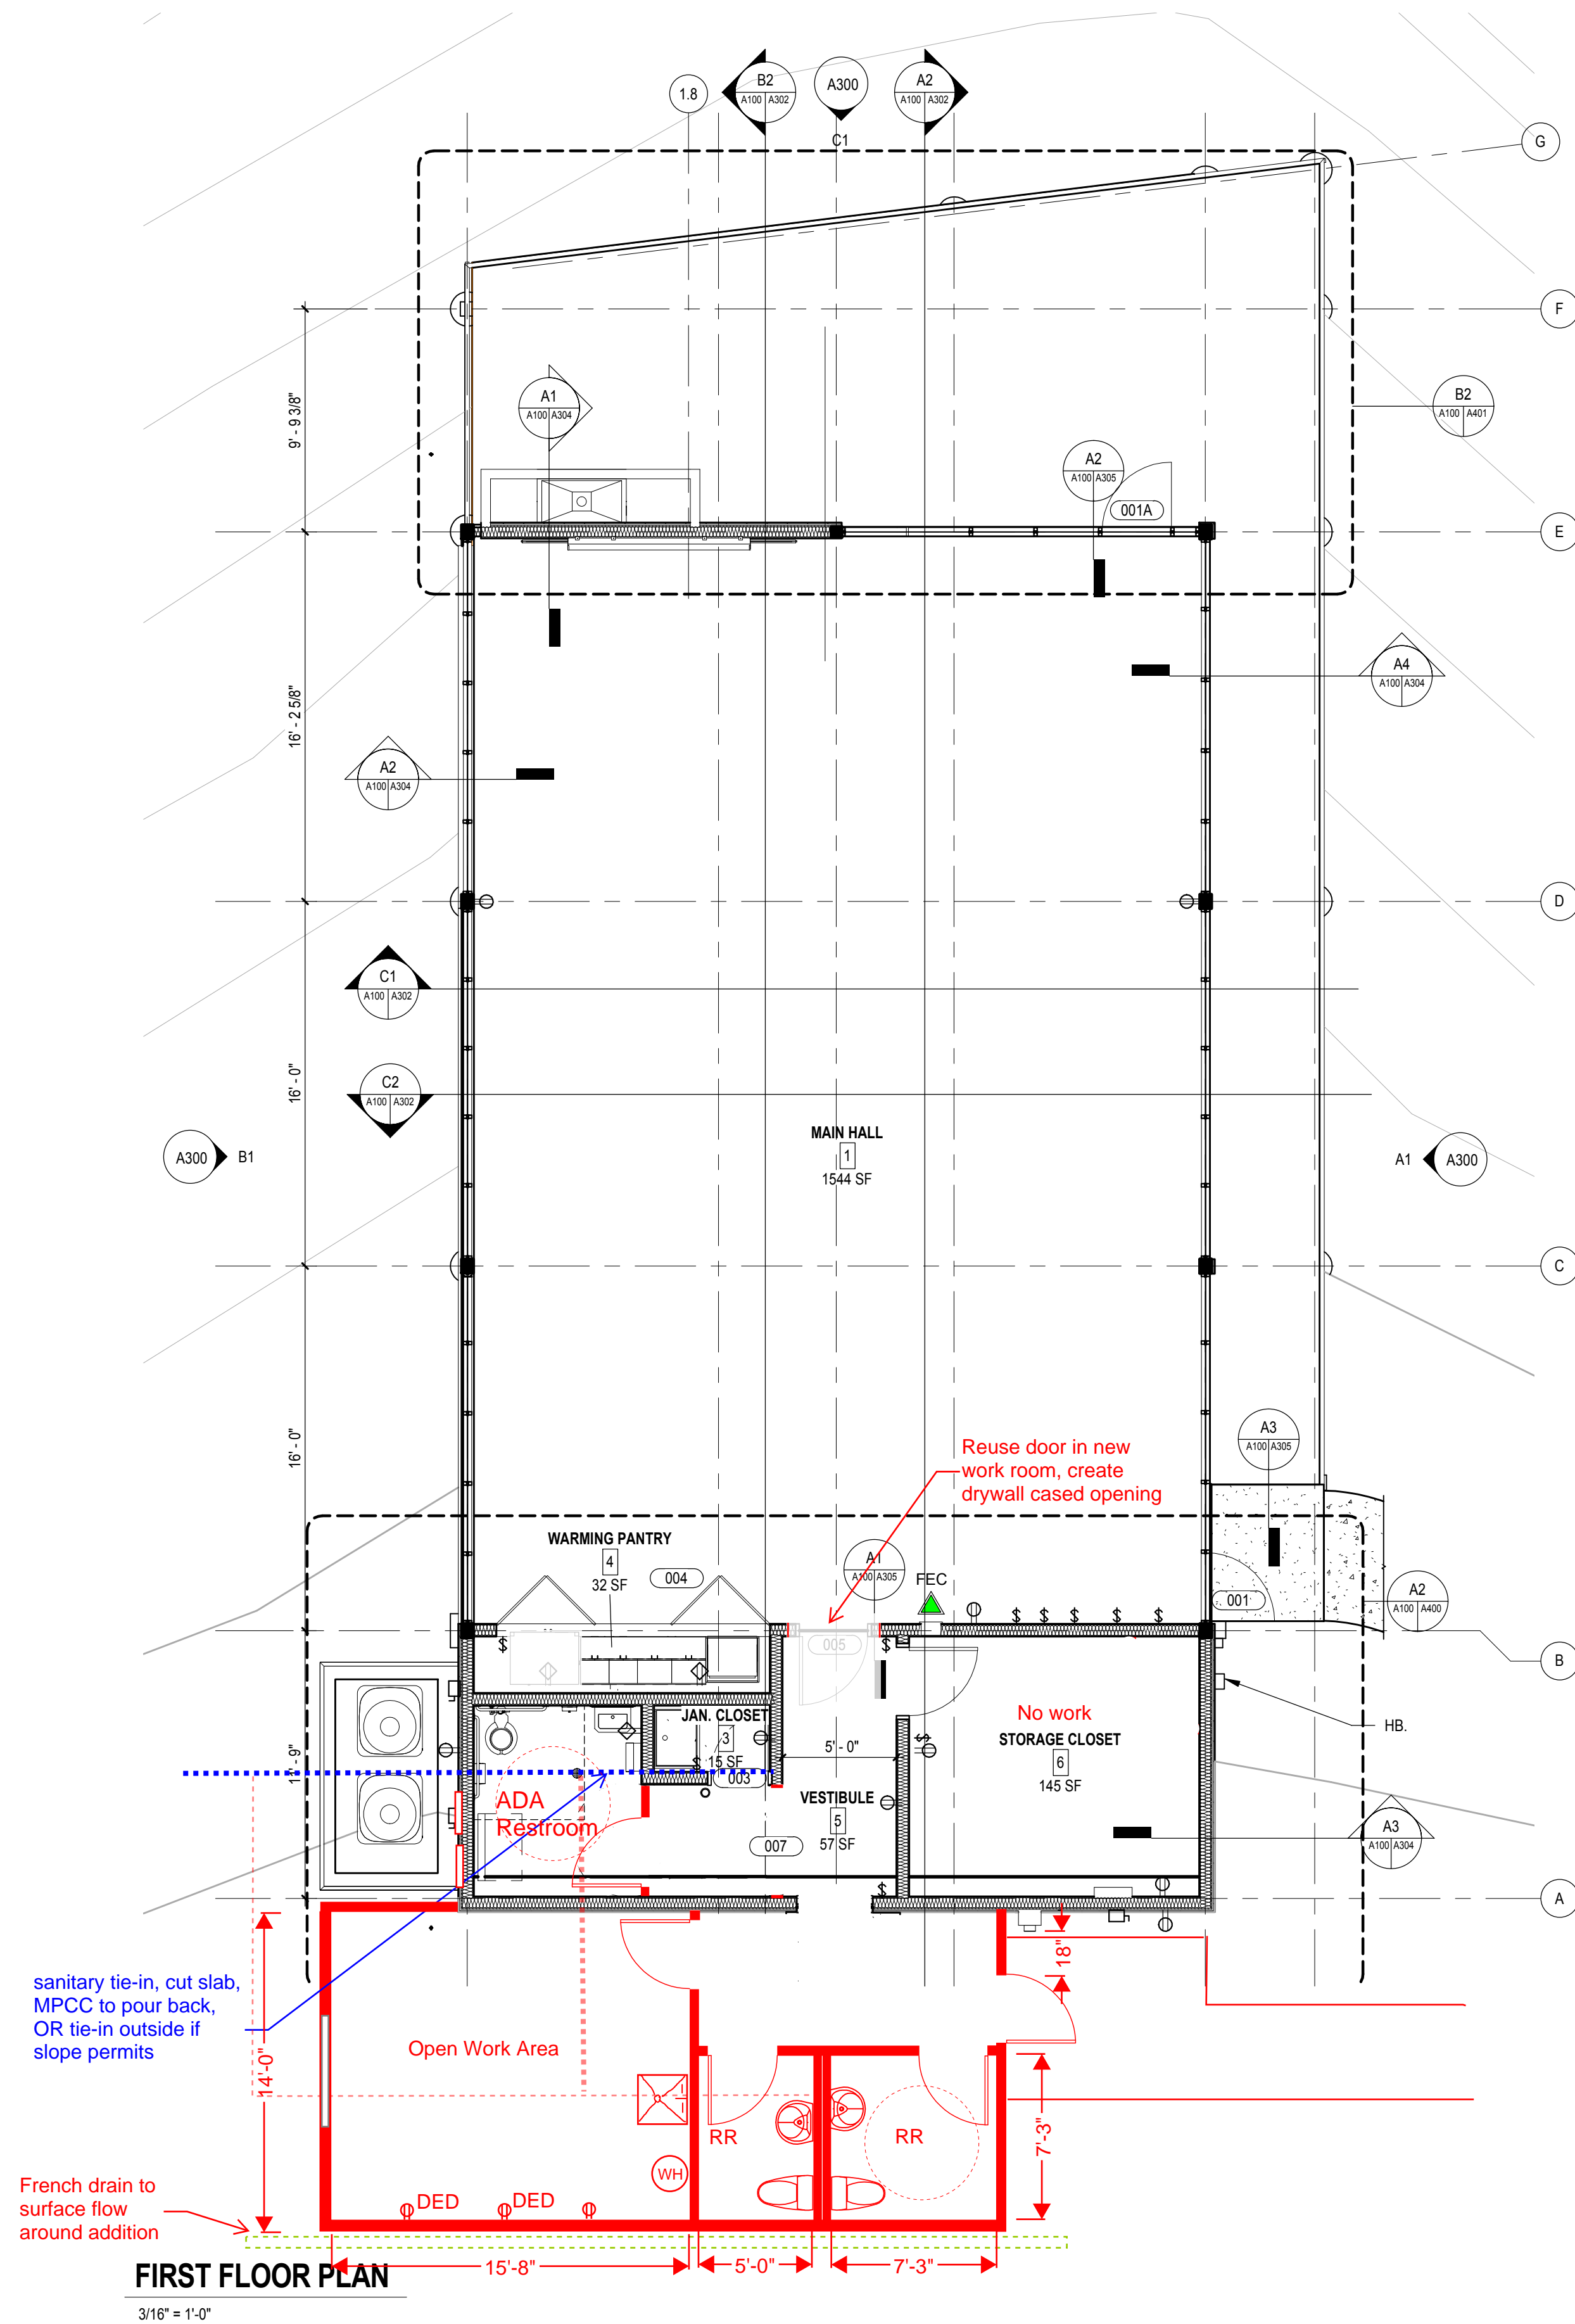 1.8
B2
A100 A302
A300
C1
A2
A100 A302
G
F
9' - 9 3/8"
A1
A100 A304
B2
A100 A401
A2
A100 A305
001A
E
16' - 2 5/8"
A4
A100 A304
A2
A100 A304
D
C1
A100 A302
16' - 0"
C2
A100 A302
A300 B1
MAIN HALL
1
1544 SF
A1 A300
C
16' - 0"
Reuse door in new
work room, create
drywall cased opening
A3
A100 A305
WARMING PANTRY
4
32 SF
004
A1
A100 A305
FEC
001
A2
A100 A400
$ $ $ $ $
$
005
$
B
No work
STORAGE CLOSET
6
145 SF
HB.
JAN. CLOSET
3
15 SF
$
003
5' - 0"
$
11' - 9"
ADA
Restroom
VESTIBULE
5
57 SF
007
A3
A100 A304
$
A
18"
sanitary tie-in, cut slab,
MPCC to pour back,
OR tie-in outside if
slope permits
14'-0"
Open Work Area
RR
RR
7'-3"
WH
French drain to
surface flow
around addition
DED
DED
15'-8"
5'-0"
7'-3"
FIRST FLOOR PLAN
3/16" = 1'-0"